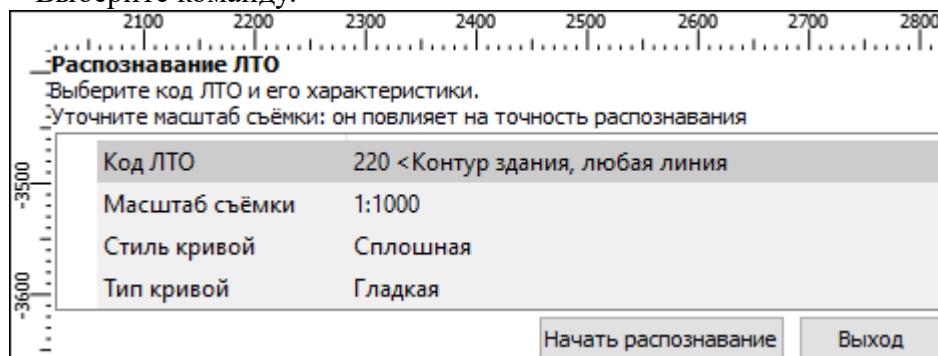 Выберите команду.
2100 2200 2300 2400 2500 2600 2700 2800
Распознавание ЛТО
Выберите код ЛТО и его характеристики.
Уточните масштаб съёмки: он повлияет на точность распознавания
Код ЛТО 220 <Контур здания, любая линия
-3500
Масштаб съёмки 1:1000
Стиль кривой Сплошная
-3600
Тип кривой Гладкая
Начать распознавание Выход